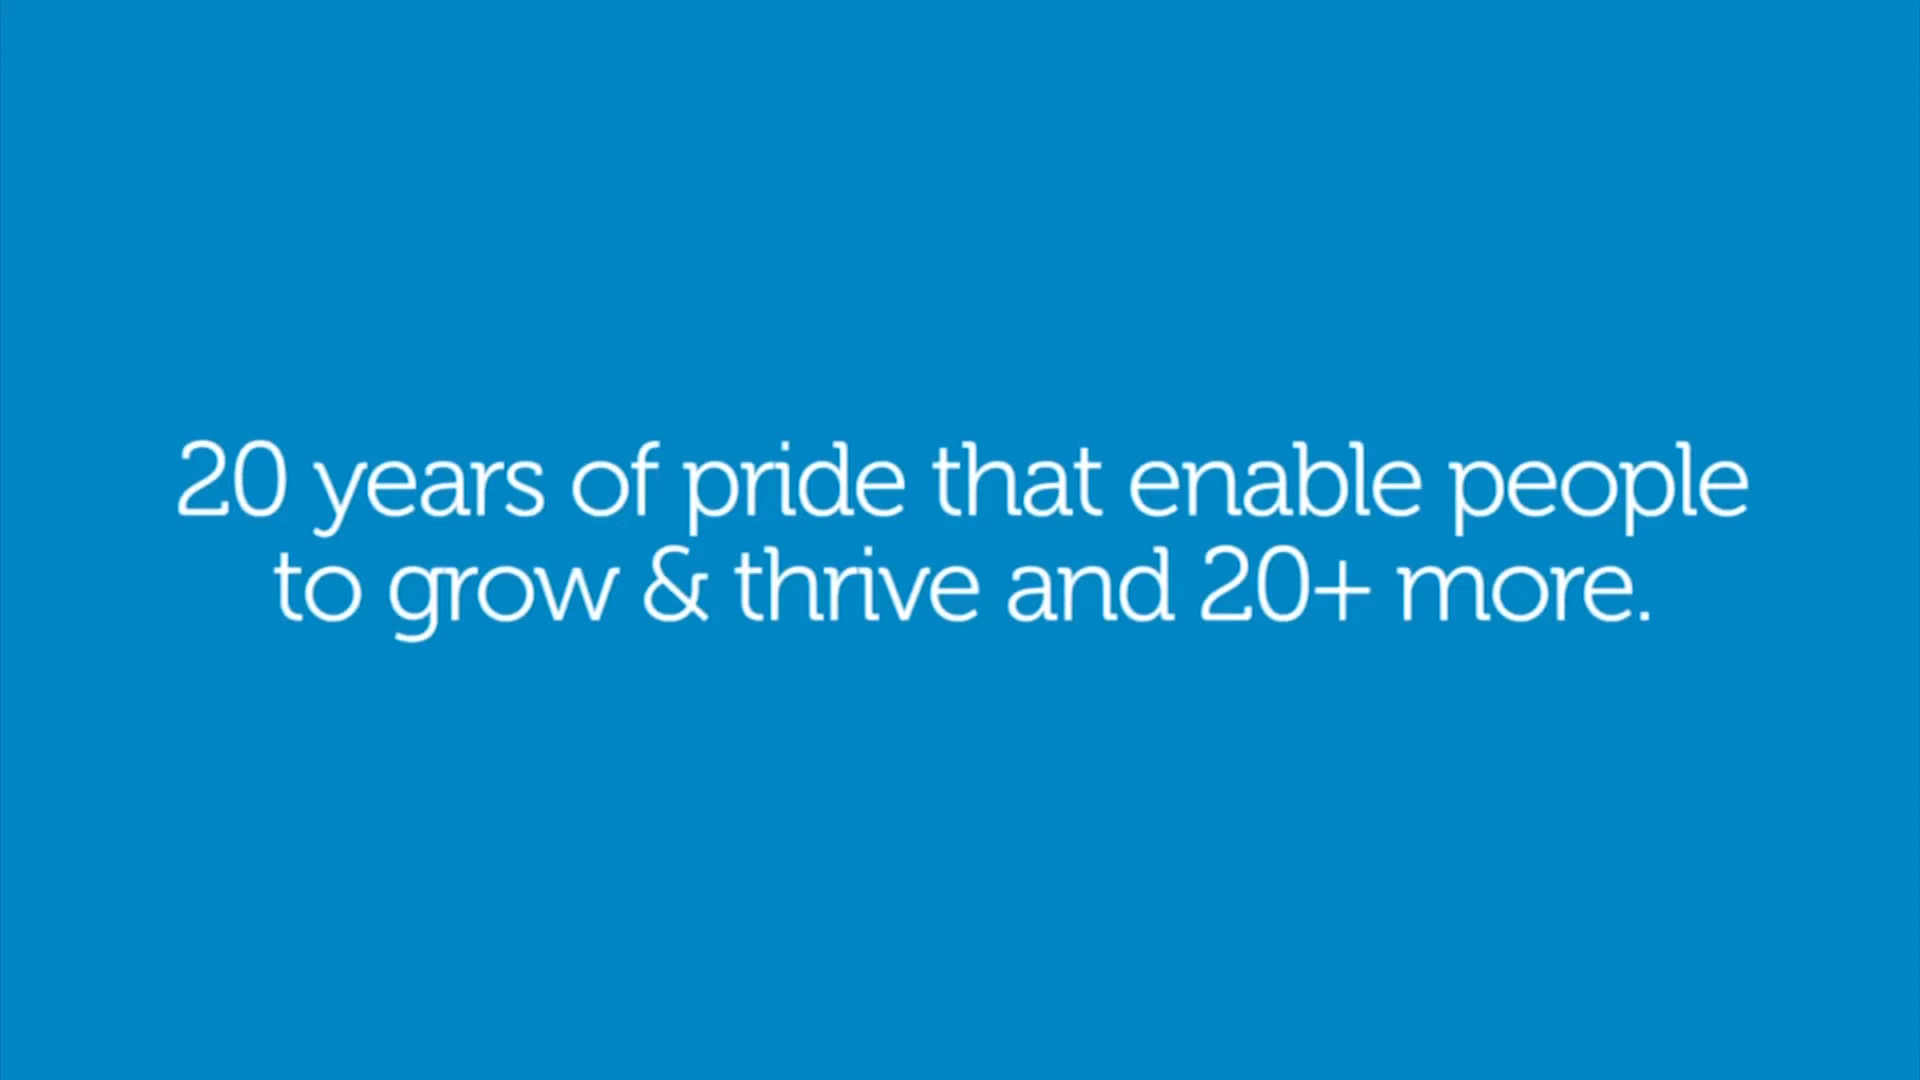 20 years of pride that enable people
to grow & thrive and 20+ more.